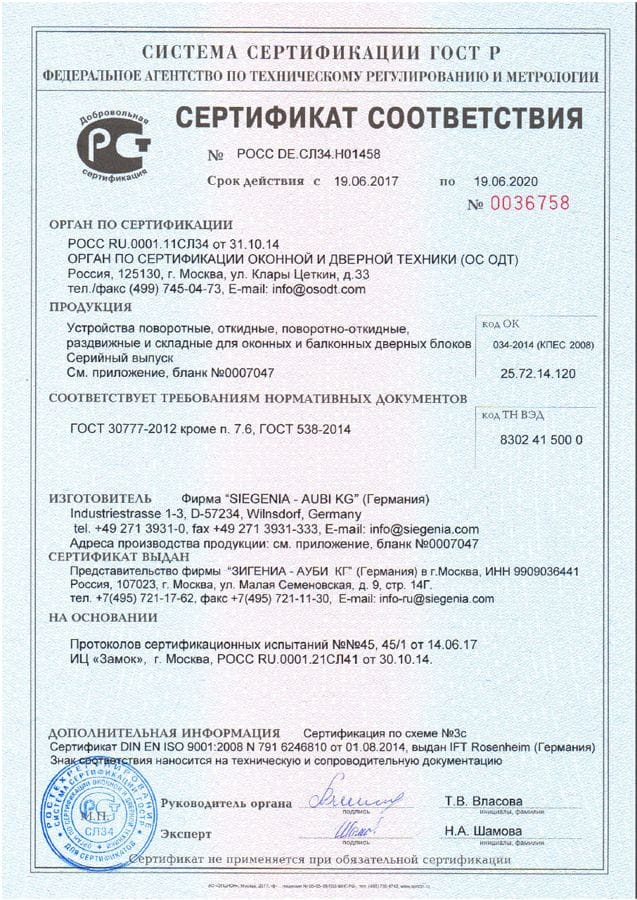 СИСТЕМА СЕРТИФИКАЦИИ ГОСТ Р
ФЕДЕРАЛЬНОЕ АГЕНТСТВО ПО ТЕХНИЧЕСКОМУ РЕГУЛИРОВАНИЮ И МЕТРОЛОГИИ
Добровольная
РСТ
сертификация
СЕРТИФИКАТ СООТВЕТСТВИЯ
№ РОСС DE.СЛ34.Н01458
Срок действия с 19.06.2017 по 19.06.2020
№ 0036758
ОРГАН ПО СЕРТИФИКАЦИИ
РОСС RU.0001.11СЛ34 от 31.10.14
ОРГАН ПО СЕРТИФИКАЦИИ ОКОННОЙ И ДВЕРНОЙ ТЕХНИКИ (ОС ОДТ)
Россия, 125130, г. Москва, ул. Клары Цеткин, д.33
тел./факс (499) 745-04-73, E-mail: info@osodt.com
ПРОДУКЦИЯ
Устройства поворотные, откидные, поворотно-откидные,
раздвижные и складные для оконных и балконных дверных блоков
Серийный выпуск
См. приложение, бланк №0007047
код ОК
034-2014 (КПЕС 2008)
25.72.14.120
СООТВЕТСТВУЕТ ТРЕБОВАНИЯМ НОРМАТИВНЫХ ДОКУМЕНТОВ
ГОСТ 30777-2012 кроме п. 7.6, ГОСТ 538-2014
код ТН ВЭД
8302 41 500 0
ИЗГОТОВИТЕЛЬ Фирма “SIEGENIA - AUBI KG” (Германия)
Industriestrasse 1-3, D-57234, Wilnsdorf, Germany
tel. +49 271 3931-0, fax +49 271 3931-333, E-mail: info@siegenia.com
Адреса производства продукции: см. приложение, бланк №0007047
СЕРТИФИКАТ ВЫДАН
Представительство фирмы “ЗИГЕНИА - АУБИ КГ” (Германия) в г.Москва, ИНН 9909036441
Россия, 107023, г. Москва, ул. Малая Семеновская, д. 9, стр. 14Г.
тел. +7(495) 721-17-62, факс +7(495) 721-11-30, E-mail: info-ru@siegenia.com
НА ОСНОВАНИИ
Протоколов сертификационных испытаний №№45, 45/1 от 14.06.17
ИЦ «Замок», г. Москва, РОСС RU.0001.21СЛ41 от 30.10.14.
ДОПОЛНИТЕЛЬНАЯ ИНФОРМАЦИЯ Сертификация по схеме №3с
Сертификат DIN EN ISO 9001:2008 N 791 6246810 от 01.08.2014, выдан IFT Rosenheim (Германия)
Знак соответствия наносится на техническую и сопроводительную документацию
М.П.
СЛ34
ДЛЯ СЕРТИФИКАТОВ
Руководитель органа
подпись
Т.В. Власова
инициалы, фамилия
Эксперт
подпись
Н.А. Шамова
инициалы, фамилия
Сертификат не применяется при обязательной сертификации